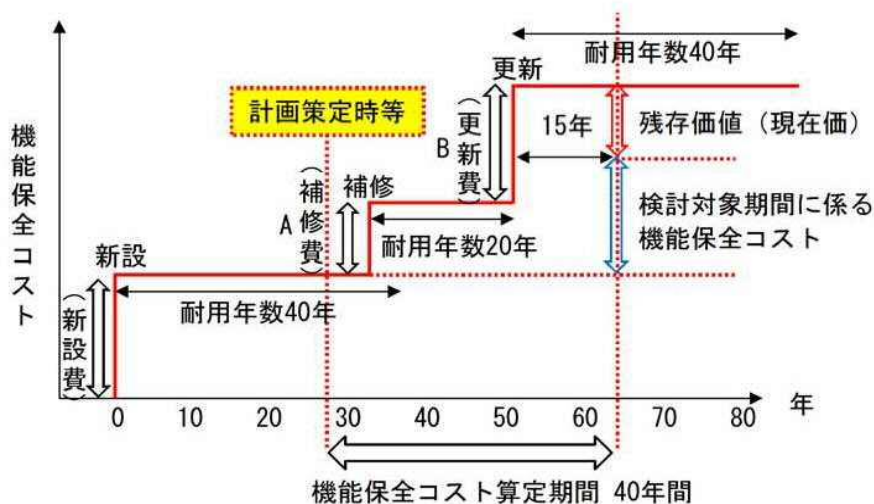 耐用年数40年
更新
計画策定時等
15年
残存価値（現在価）
B
（更新費）
機能保全コスト
補修
（補修費）
A
検討対象期間に係る
機能保全コスト
耐用年数20年
新設
耐用年数40年
（新設費）
0 10 20 30 40 50 60 70 80 年
機能保全コスト算定期間 40年間